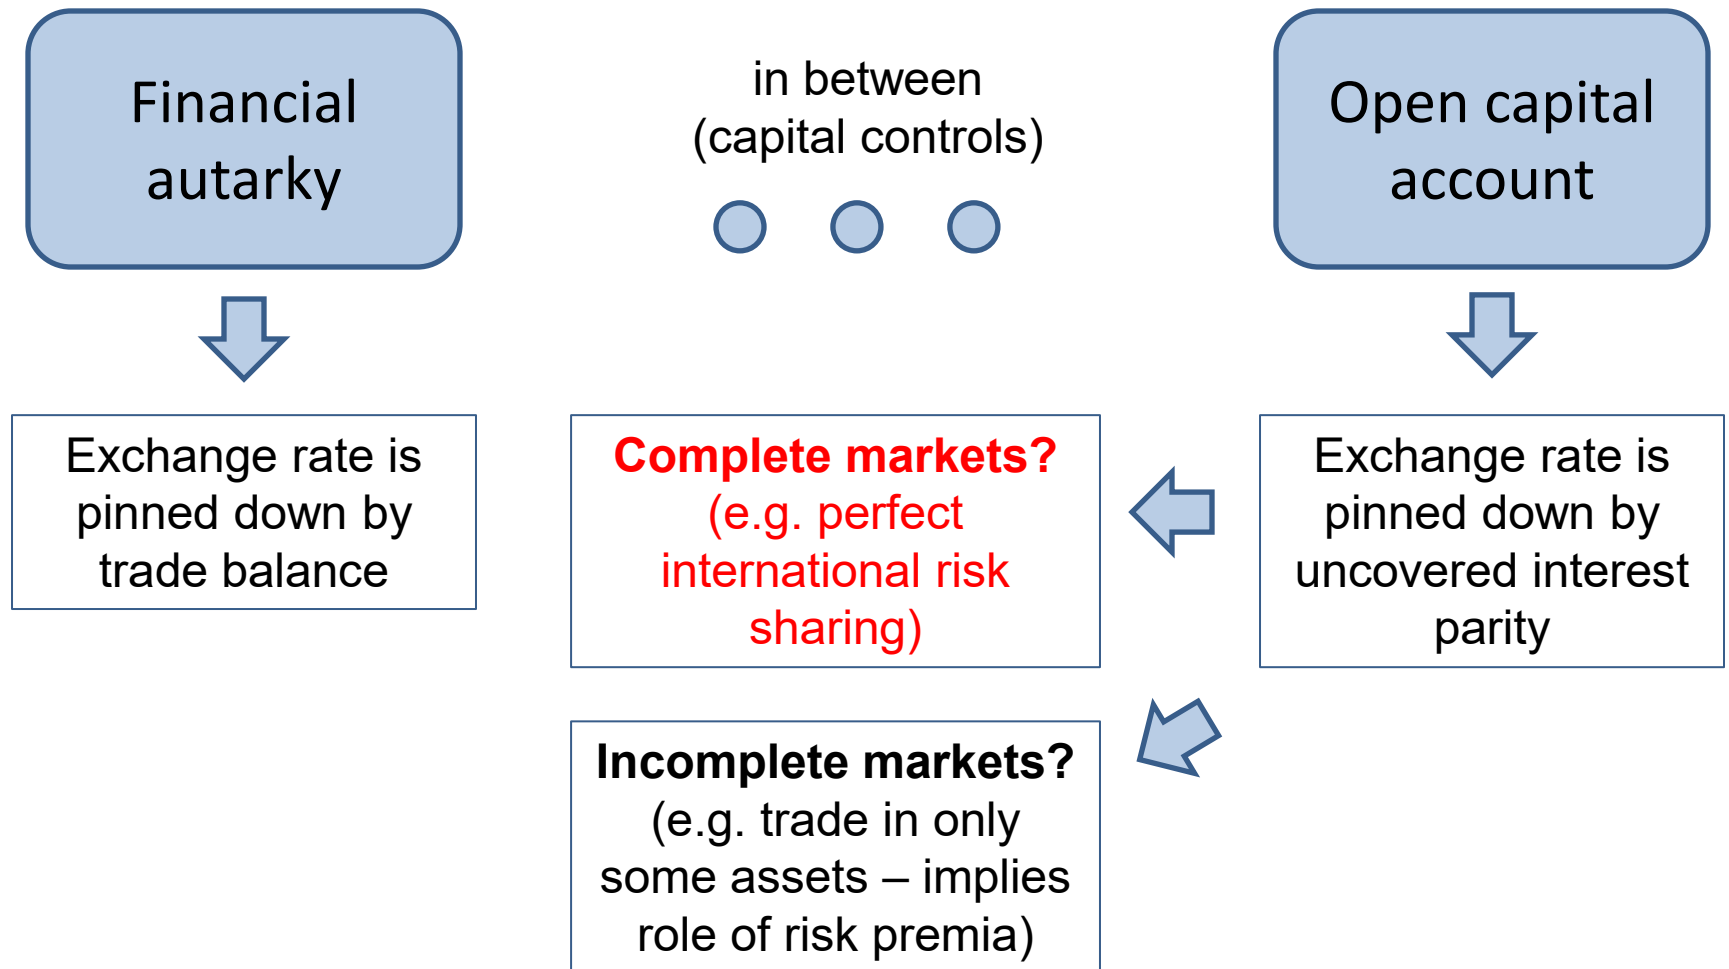 Financial
autarky
in between
(capital controls)
Open capital
account
Exchange rate is
pinned down by
trade balance
Complete markets?
(e.g. perfect
international risk
sharing)
Exchange rate is
pinned down by
uncovered interest
parity
Incomplete markets?
(e.g. trade in only
some assets – implies
role of risk premia)